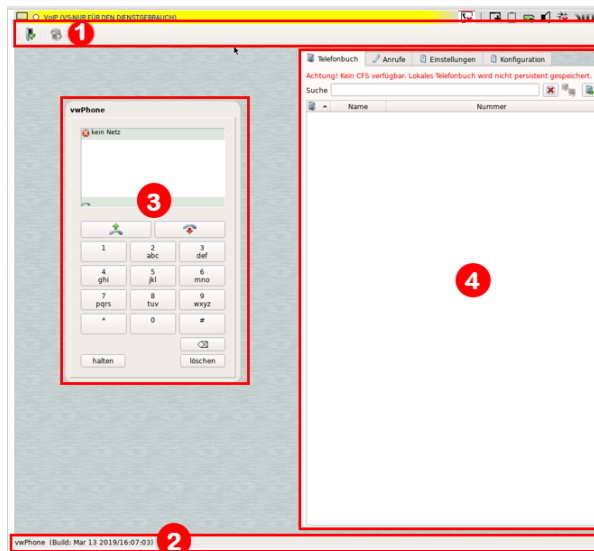 VoIP (VS-NUR FÜR DEN DIENSTGEBRAUCH)
1
Telefonbuch Anrufe Einstellungen Konfiguration
Achtung! Kein CFS verfügbar. Lokales Telefonbuch wird nicht persistent gespeichert.
Suche
Name Nummer
vwPhone
kein Netz
3
1 2 3
abc def
4 5 6
ghi jkl mno
7 8 9
pqrs tuv wxyz
* 0 #
halten löschen
4
vwPhone (Build: Mar 13 2019/16:07:03)
2